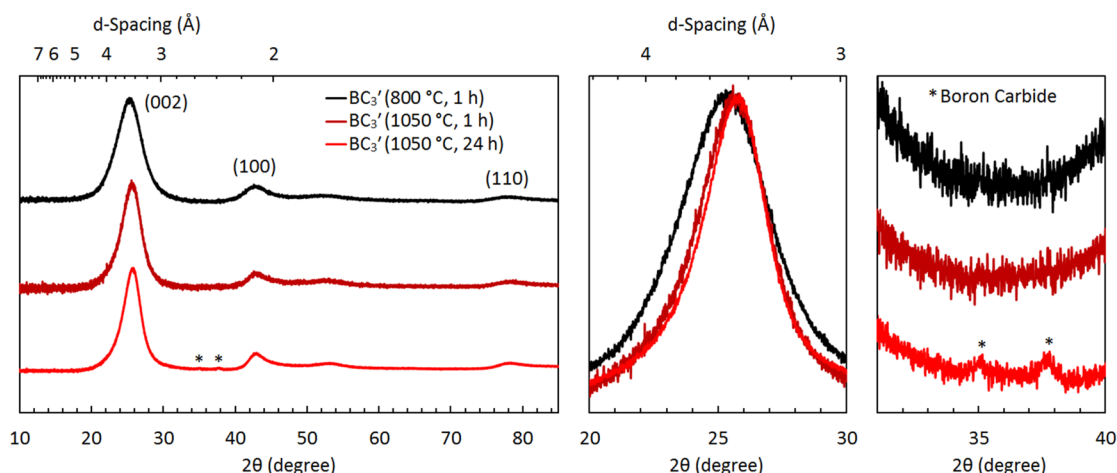 d-Spacing (Å)
7 6 5 4 3 2
(002)
BC₃′ (800 °C, 1 h)
BC₃′ (1050 °C, 1 h)
BC₃′ (1050 °C, 24 h)
(100)
(110)
* *
10 20 30 40 50 60 70 80
2θ (degree)
d-Spacing (Å)
4 3
20 25 30
2θ (degree)
* Boron Carbide
* *
35 40
2θ (degree)